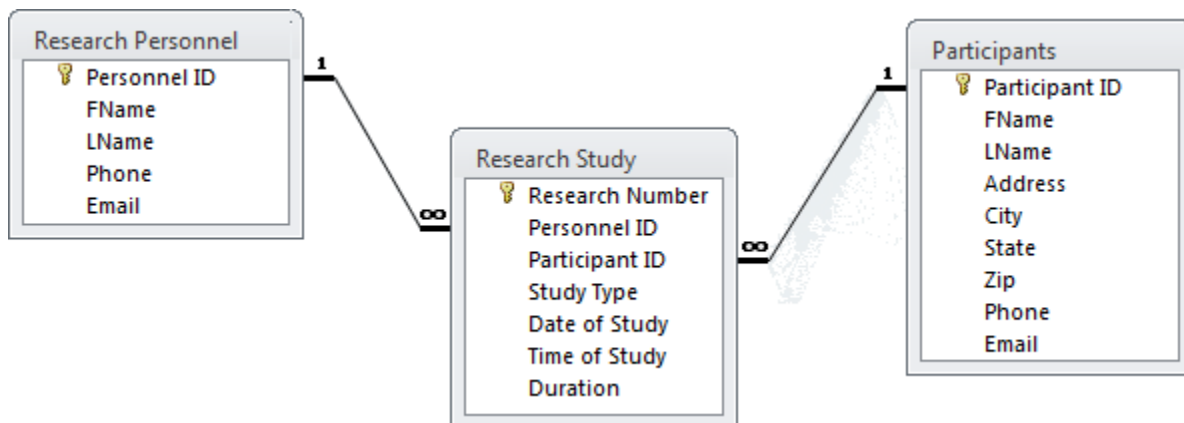 Research Personnel
Personnel ID
FName
LName
Phone
Email
1
∞
Research Study
Research Number
Personnel ID
Participant ID
Study Type
Date of Study
Time of Study
Duration
∞
1
Participants
Participant ID
FName
LName
Address
City
State
Zip
Phone
Email